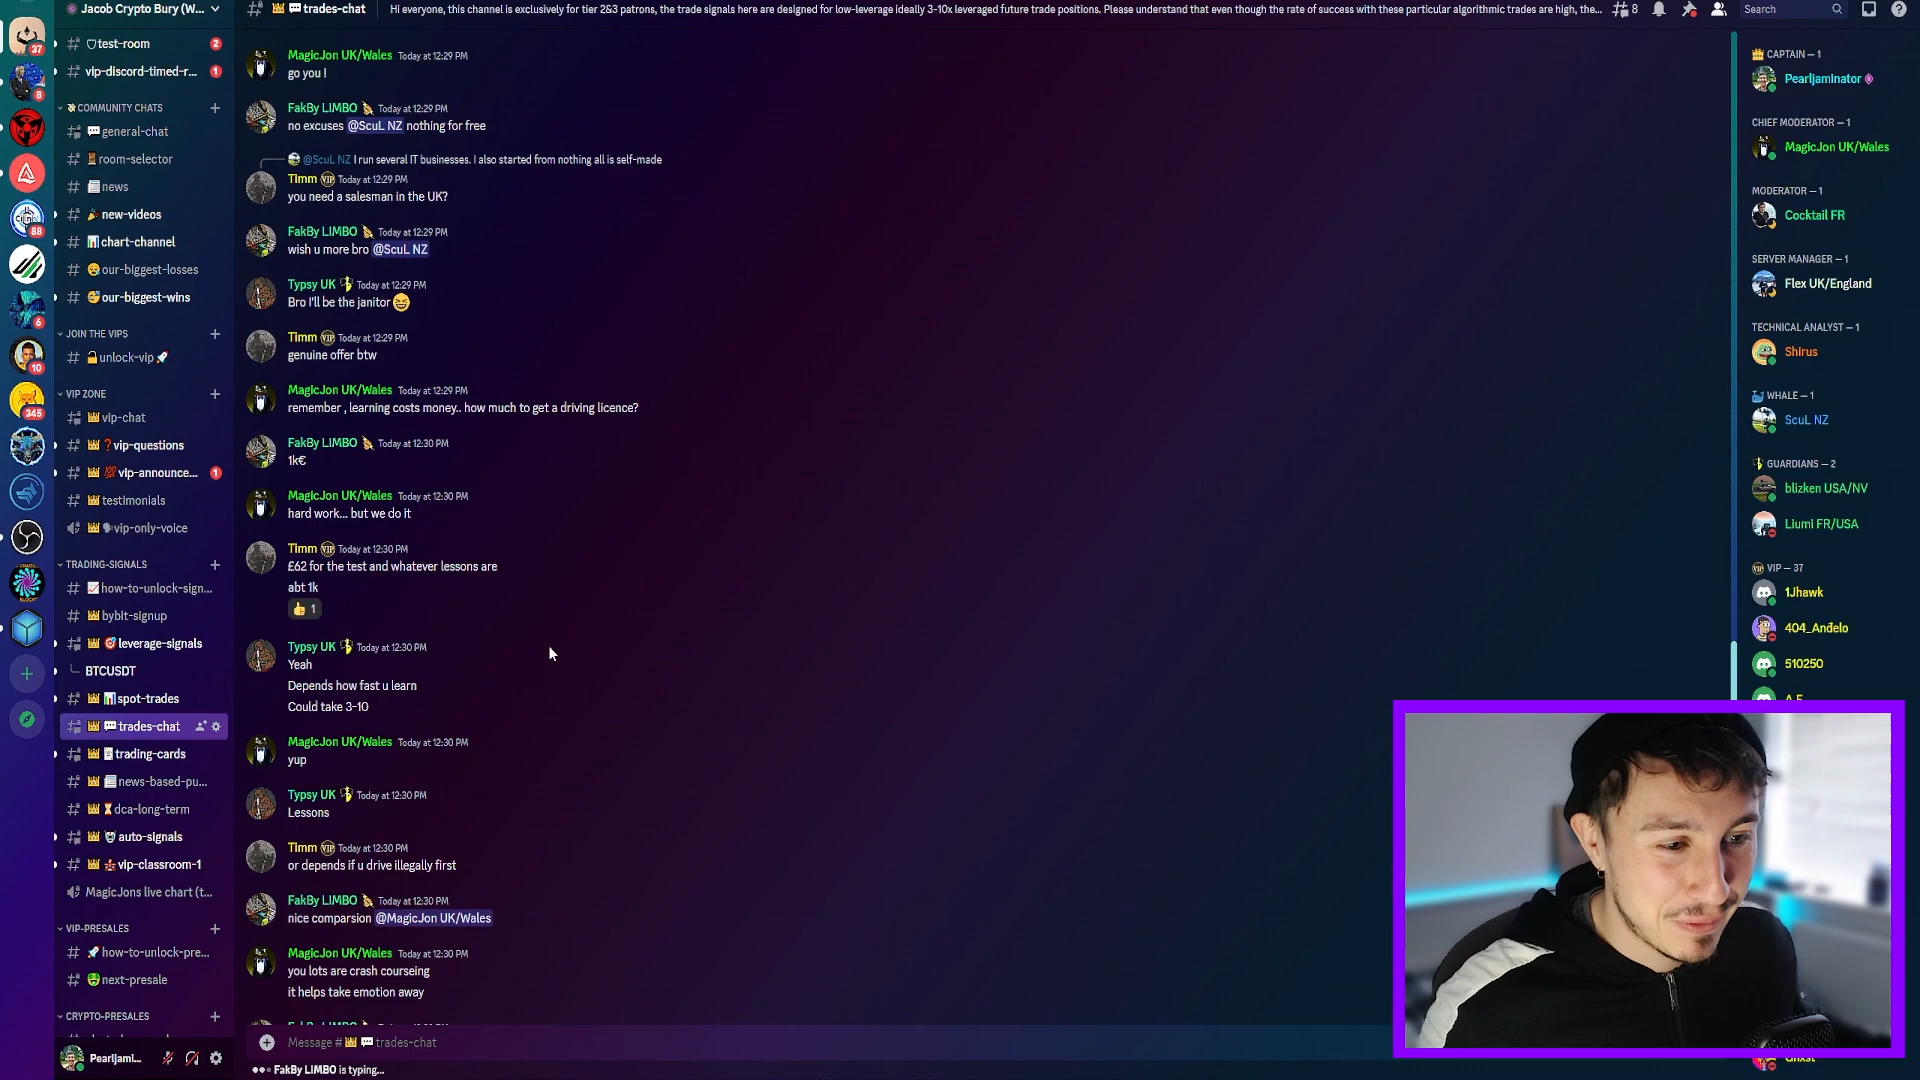 Jacob Crypto Bury (W...
trades-chat
Hi everyone, this channel is exclusively for tier 2&3 patrons, the trade signals here are designed for low-leverage ideally 3-10x leveraged future trade positions. Please understand that even though the rate of success with these particular algorithmic trades are high, the...
8
Search
37
8
88
6
10
345
test-room
2
vip-discord-timed-r...
1
COMMUNITY CHATS
general-chat
room-selector
news
new-videos
chart-channel
our-biggest-losses
our-biggest-wins
JOIN THE VIPS
unlock-vip
VIP ZONE
vip-chat
vip-questions
vip-announce...
1
testimonials
vip-only-voice
TRADING-SIGNALS
how-to-unlock-sign...
bybit-signup
leverage-signals
BTCUSDT
spot-trades
trades-chat
trading-cards
news-based-pu...
dca-long-term
auto-signals
vip-classroom-1
MagicJons live chart (t...
VIP-PRESALES
how-to-unlock-pre...
next-presale
CRYPTO-PRESALES
Pearljami...
MagicJon UK/Wales Today at 12:29 PM
go you !
FakBy LIMBO Today at 12:29 PM
no excuses @ScuL NZ nothing for free
@ScuL NZ I run several IT businesses. I also started from nothing all is self-made
Timm VIP Today at 12:29 PM
you need a salesman in the UK?
FakBy LIMBO Today at 12:29 PM
wish u more bro @ScuL NZ
Typsy UK Today at 12:29 PM
Bro I'll be the janitor
Timm VIP Today at 12:29 PM
genuine offer btw
MagicJon UK/Wales Today at 12:29 PM
remember , learning costs money.. how much to get a driving licence?
FakBy LIMBO Today at 12:30 PM
1k€
MagicJon UK/Wales Today at 12:30 PM
hard work... but we do it
Timm VIP Today at 12:30 PM
£62 for the test and whatever lessons are
abt 1k
1
Typsy UK Today at 12:30 PM
Yeah
Depends how fast u learn
Could take 3-10
MagicJon UK/Wales Today at 12:30 PM
yup
Typsy UK Today at 12:30 PM
Lessons
Timm VIP Today at 12:30 PM
or depends if u drive illegally first
FakBy LIMBO Today at 12:30 PM
nice comparsion @MagicJon UK/Wales
MagicJon UK/Wales Today at 12:30 PM
you lots are crash courseing
it helps take emotion away
Message # trades-chat
FakBy LIMBO is typing...
CAPTAIN — 1
Pearljaminator
CHIEF MODERATOR — 1
MagicJon UK/Wales
MODERATOR — 1
Cocktail FR
SERVER MANAGER — 1
Flex UK/England
TECHNICAL ANALYST — 1
Shirus
WHALE — 1
ScuL NZ
GUARDIANS — 2
blizken USA/NV
Liumi FR/USA
VIP — 37
1Jhawk
404_Anđelo
510250